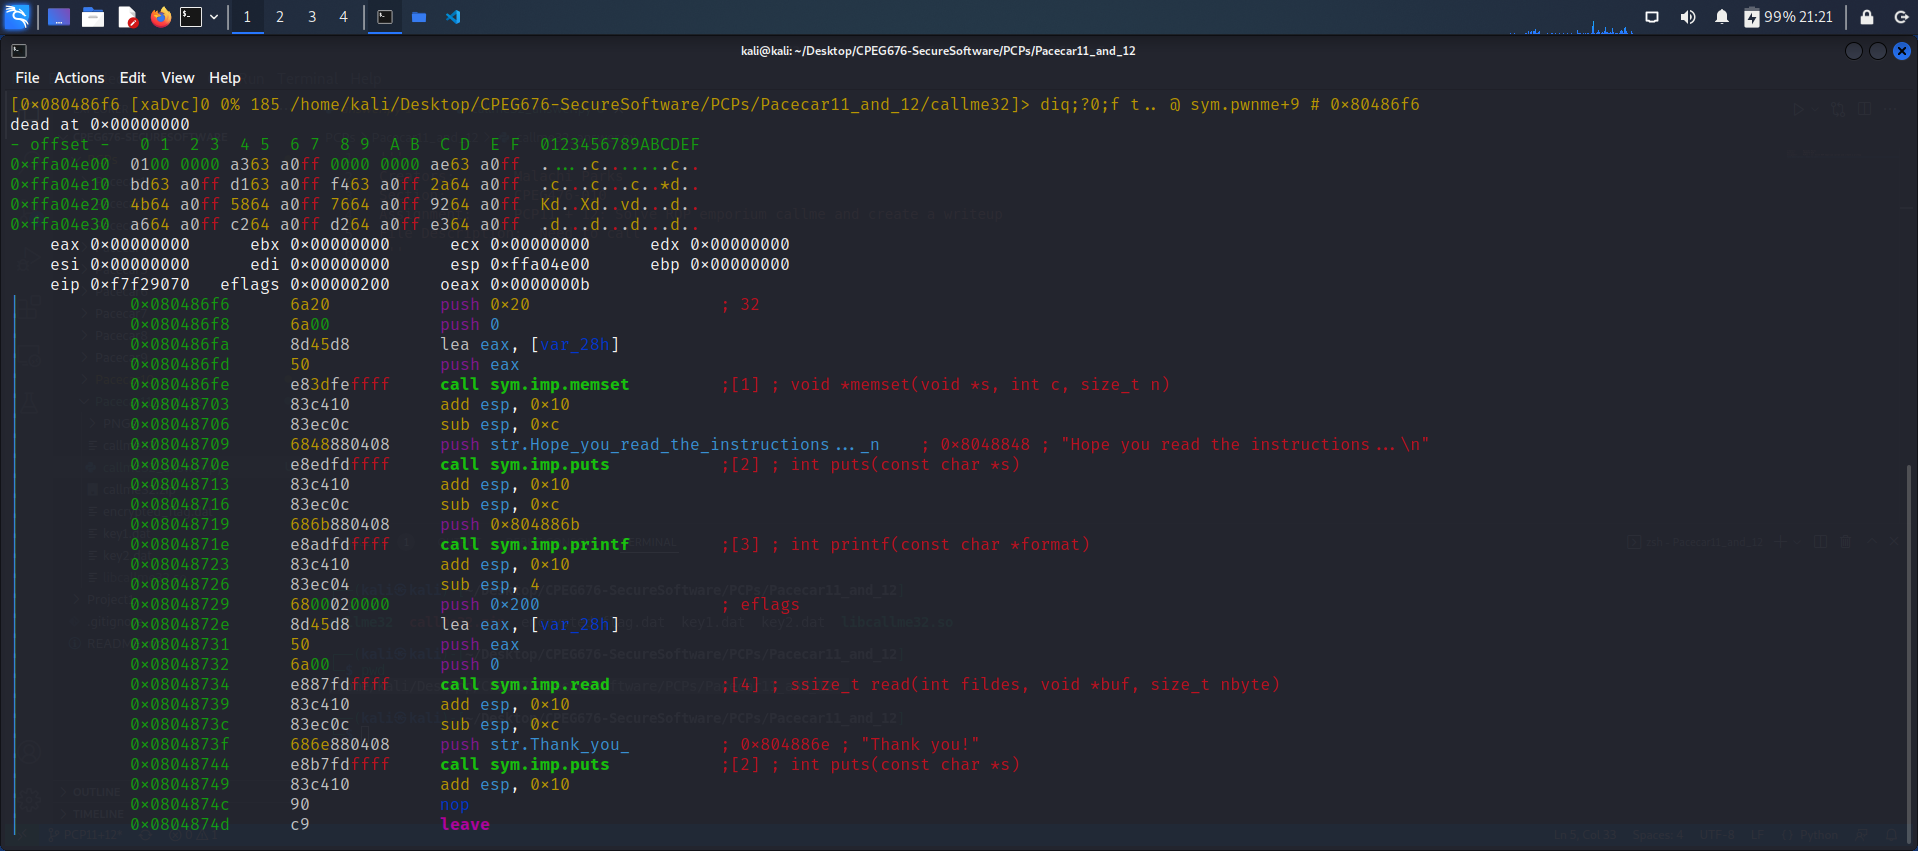 1 2 3 4 99% 21:21
kali@kali: ~/Desktop/CPEG676-SecureSoftware/PCPs/Pacecar11_and_12
File Actions Edit View Help
[0×080486f6 [xaDvc]0 0% 185 /home/kali/Desktop/CPEG676-SecureSoftware/PCPs/Pacecar11_and_12/callme32]> diq;?0;f t.. @ sym.pwnme+9 # 0×80486f6
dead at 0×00000000
- offset - 0 1 2 3 4 5 6 7 8 9 A B C D E F 0123456789ABCDEF
0×ffa04e00 0100 0000 a363 a0ff 0000 0000 ae63 a0ff .....c.......c..
0×ffa04e10 bd63 a0ff d163 a0ff f463 a0ff 2a64 a0ff .c...c...c..*d..
0×ffa04e20 4b64 a0ff 5864 a0ff 7664 a0ff 9264 a0ff Kd..Xd..vd...d..
0×ffa04e30 a664 a0ff c264 a0ff d264 a0ff e364 a0ff .d...d...d...d..
eax 0×00000000 ebx 0×00000000 ecx 0×00000000 edx 0×00000000
esi 0×00000000 edi 0×00000000 esp 0×ffa04e00 ebp 0×00000000
eip 0×f7f29070 eflags 0×00000200 oeax 0×0000000b
0×080486f6 6a20 push 0×20 ; 32
0×080486f8 6a00 push 0
0×080486fa 8d45d8 lea eax, [var_28h]
0×080486fd 50 push eax
0×080486fe e83dfeffff call sym.imp.memset ;[1] ; void *memset(void *s, int c, size_t n)
0×08048703 83c410 add esp, 0×10
0×08048706 83ec0c sub esp, 0×c
0×08048709 6848880408 push str.Hope_you_read_the_instructions..._n ; 0×8048848 ; "Hope you read the instructions...\n"
0×0804870e e8edfdffff call sym.imp.puts ;[2] ; int puts(const char *s)
0×08048713 83c410 add esp, 0×10
0×08048716 83ec0c sub esp, 0×c
0×08048719 686b880408 push 0×804886b
0×0804871e e8adfdffff call sym.imp.printf ;[3] ; int printf(const char *format)
0×08048723 83c410 add esp, 0×10
0×08048726 83ec04 sub esp, 4
0×08048729 6800020000 push 0×200 ; eflags
0×0804872e 8d45d8 lea eax, [var_28h]
0×08048731 50 push eax
0×08048732 6a00 push 0
0×08048734 e887fdffff call sym.imp.read ;[4] ; ssize_t read(int fildes, void *buf, size_t nbyte)
0×08048739 83c410 add esp, 0×10
0×0804873c 83ec0c sub esp, 0×c
0×0804873f 686e880408 push str.Thank_you_ ; 0×804886e ; "Thank you!"
0×08048744 e8b7fdffff call sym.imp.puts ;[2] ; int puts(const char *s)
0×08048749 83c410 add esp, 0×10
0×0804874c 90 nop
0×0804874d c9 leave